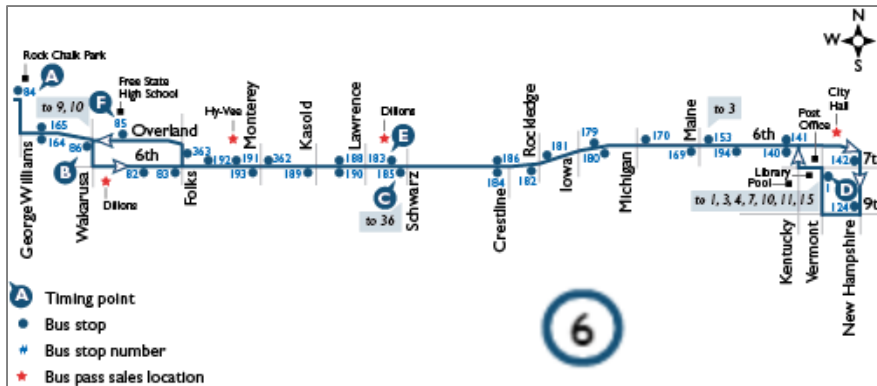 N
W
S
Rock Chalk Park
84
A
to 9, 10
F
Free State
High School
85
165
164
86
B
Overland
6th
82
83
Dillons
George Williams
Wakarusa
Folks
363
Hy-Vee
192
191
193
Monterey
362
Kasold
189
Lawrence
188
190
Dillons
183
E
185
C
to 36
Schwarz
186
184
Crestline
Rockledge
182
181
Iowa
179
180
Michigan
170
Maine
169
to 3
153
194
6th
141
140
Post
Office
City
Hall
142
7t
Library
Pool
to 1, 3, 4, 7, 10, 11, 15
1
D
124
9t
Kentucky
Vermont
New Hampshire
6
A
Timing point
Bus stop
#
Bus stop number
Bus pass sales location